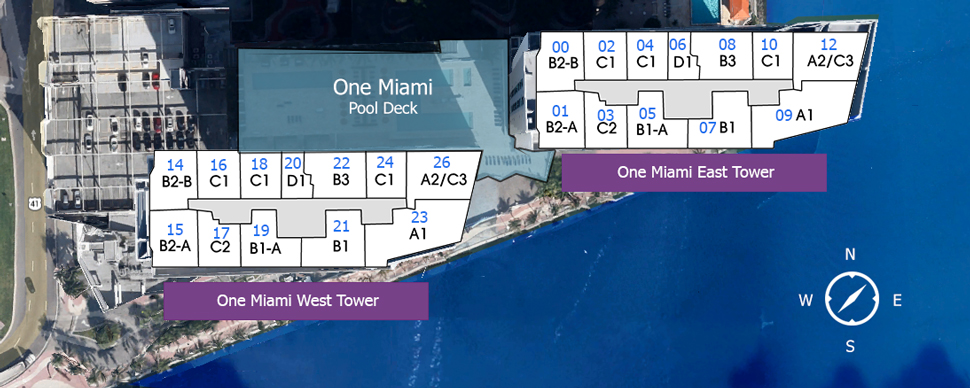 00 02 04 06 08 10 12
B2-B C1 C1 D1 B3 C1 A2/C3
01 03 05 07 09
B2-A C2 B1-A B1 A1
One Miami East Tower
One Miami
Pool Deck
14 16 18 20 22 24 26
B2-B C1 C1 D1 B3 C1 A2/C3
15 17 19 21 23
B2-A C2 B1-A B1 A1
One Miami West Tower
41
N
W E
S